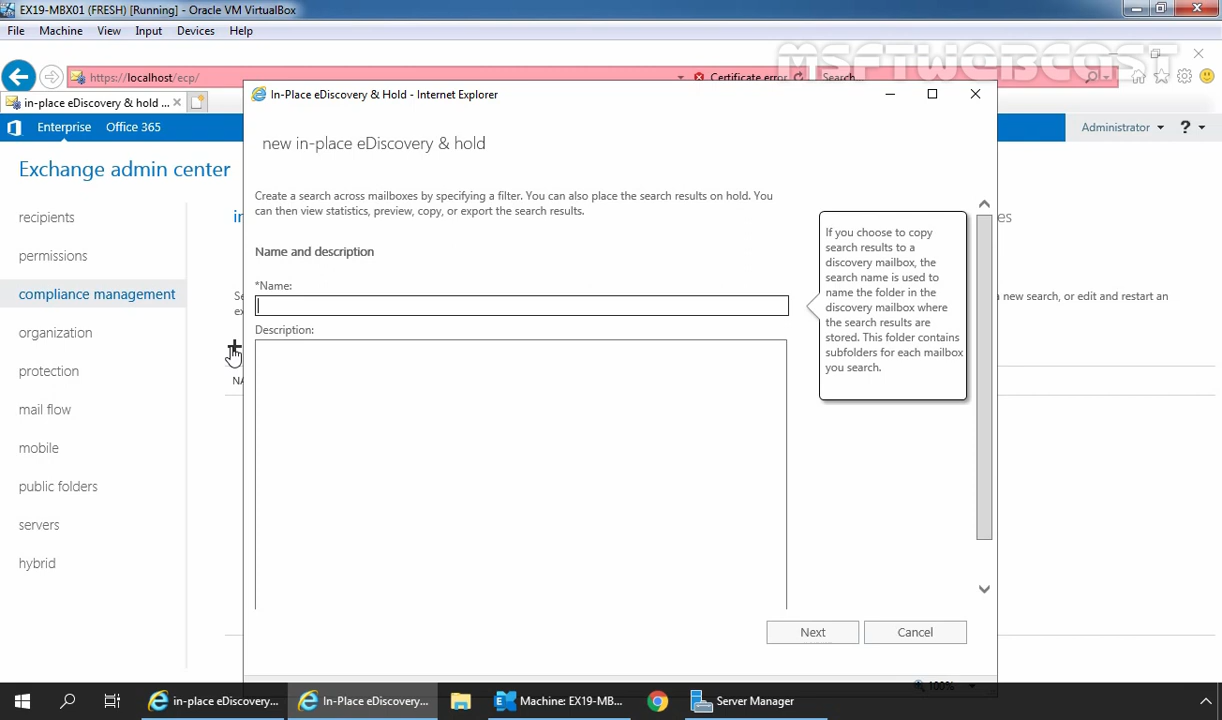 EX19-MBX01 (FRESH) [Running] - Oracle VM VirtualBox
File Machine View Input Devices Help
MSFTWEBCAST
https://localhost/ecp/
Certificate error
Search...
in-place eDiscovery & hold ...
In-Place eDiscovery & Hold - Internet Explorer
Enterprise Office 365
Administrator
?
new in-place eDiscovery & hold
Exchange admin center
Create a search across mailboxes by specifying a filter. You can also place the search results on hold. You
can then view statistics, preview, copy, or export the search results.
recipients
permissions
compliance management
organization
protection
mail flow
mobile
public folders
servers
hybrid
Name and description
*Name:
Description:
If you choose to copy
search results to a
discovery mailbox, the
search name is used to
name the folder in the
discovery mailbox where
the search results are
stored. This folder contains
subfolders for each mailbox
you search.
a new search, or edit and restart an
NA
Next
Cancel
100%
in-place eDiscovery...
In-Place eDiscovery...
Machine: EX19-MB...
Server Manager